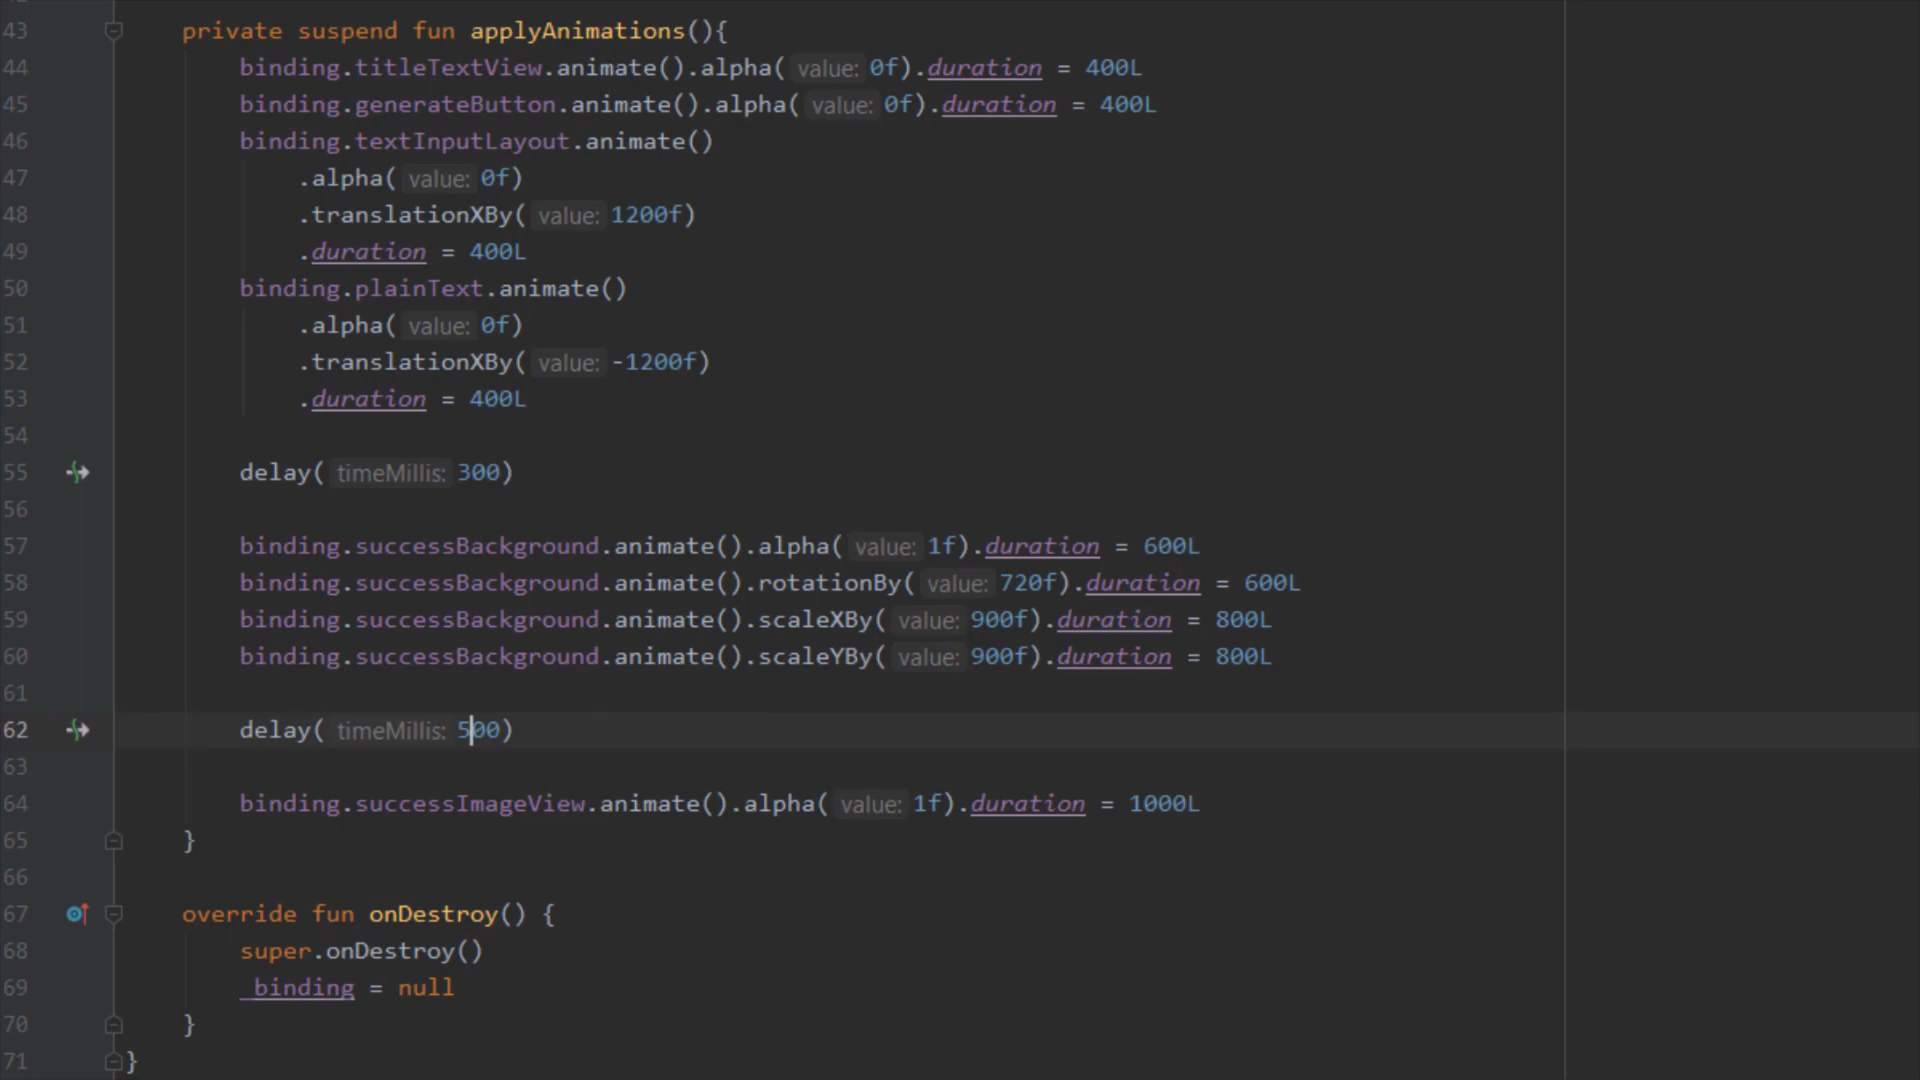 43 private suspend fun applyAnimations(){
44 binding.titleTextView.animate().alpha( value: 0f).duration = 400L
45 binding.generateButton.animate().alpha( value: 0f).duration = 400L
46 binding.textInputLayout.animate()
47 .alpha( value: 0f)
48 .translationXBy( value: 1200f)
49 .duration = 400L
50 binding.plainText.animate()
51 .alpha( value: 0f)
52 .translationXBy( value: -1200f)
53 .duration = 400L
54
55 delay( timeMillis: 300)
56
57 binding.successBackground.animate().alpha( value: 1f).duration = 600L
58 binding.successBackground.animate().rotationBy( value: 720f).duration = 600L
59 binding.successBackground.animate().scaleXBy( value: 900f).duration = 800L
60 binding.successBackground.animate().scaleYBy( value: 900f).duration = 800L
61
62 delay( timeMillis: 500)
63
64 binding.successImageView.animate().alpha( value: 1f).duration = 1000L
65 }
66
67 override fun onDestroy() {
68 super.onDestroy()
69 _binding = null
70 }
71 }